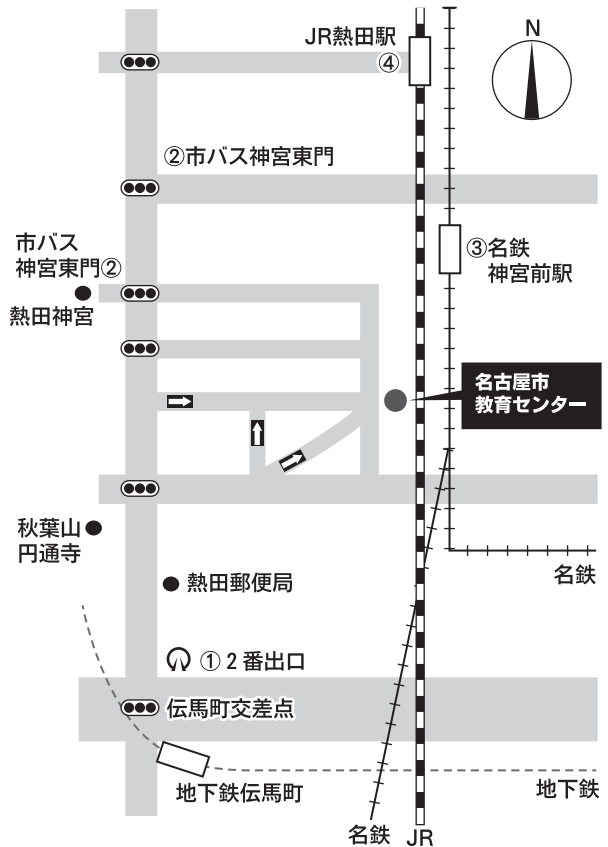 JR熱田駅
④
N
②市バス神宮東門
市バス
神宮東門②
③名鉄
神宮前駅
熱田神宮
名古屋市
教育センター
秋葉山
円通寺
名鉄
熱田郵便局
①2番出口
伝馬町交差点
地下鉄伝馬町
地下鉄
名鉄
JR